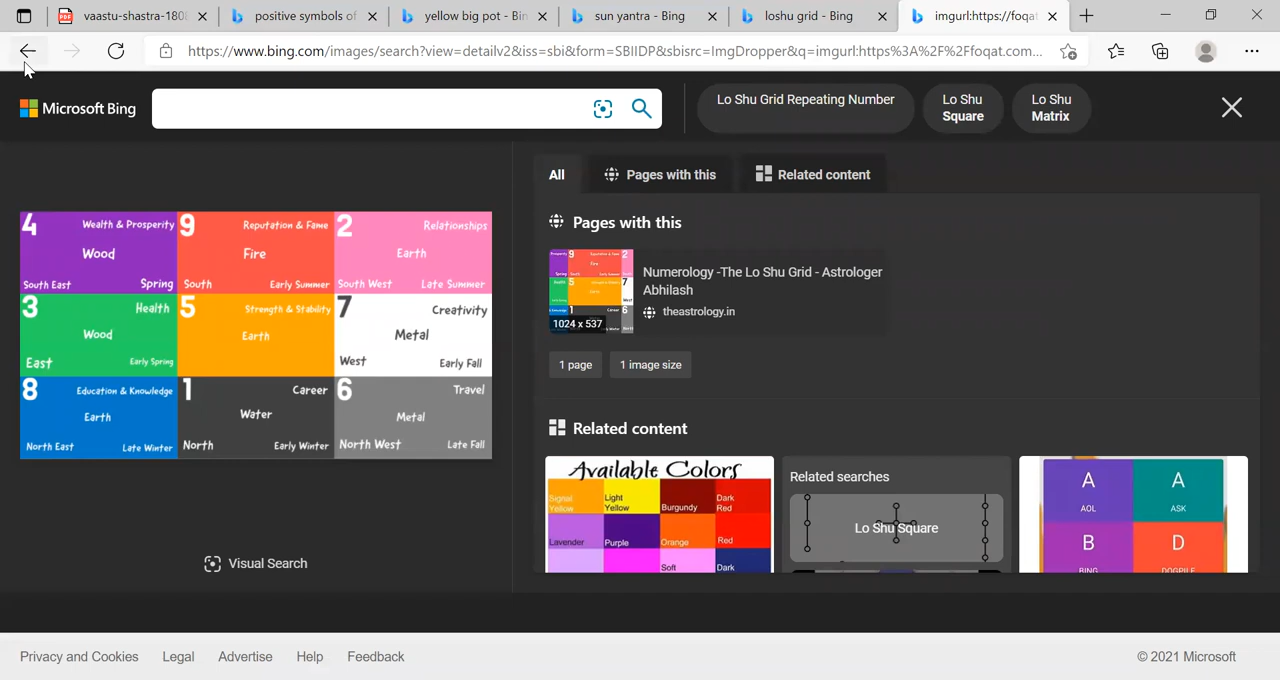 vaastu-shastra-180
positive symbols of
yellow big pot - Bin
sun yantra - Bing
loshu grid - Bing
imgurl:https://foqat
https://www.bing.com/images/search?view=detailv2&iss=sbi&form=SBIIDP&sbisrc=ImgDropper&q=imgurl:https%3A%2F%2Ffoqat.com...
Microsoft Bing
Lo Shu Grid Repeating Number
Lo Shu
Square
Lo Shu
Matrix
All
Pages with this
Related content
4 Wealth & Prosperity
Wood
South East Spring
9 Reputation & Fame
Fire
South Early Summer
2 Relationships
Earth
South West Late Summer
3 Health
Wood
East Early Spring
5 Strength & Stability
Earth
7 Creativity
Metal
West Early Fall
8 Education & Knowledge
Earth
North East Late Winter
1 Career
Water
North Early Winter
6 Travel
Metal
North West Late Fall
Visual Search
Pages with this
1024 x 537
Numerology -The Lo Shu Grid - Astrologer
Abhilash
theastrology.in
1 page
1 image size
Related content
Available Colors
Signal
Yellow
Light
Yellow
Burgundy
Dark
Red
Lavender
Purple
Orange
Red
Soft
Dark
Related searches
Lo Shu Square
A
AOL
A
ASK
B
BING
D
DOGPILE
Privacy and Cookies
Legal
Advertise
Help
Feedback
© 2021 Microsoft